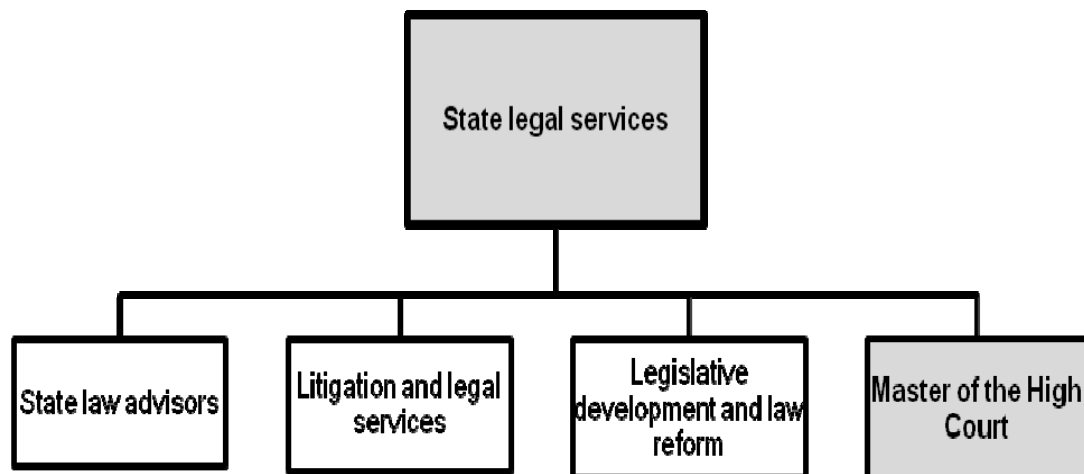 State legal services
State law advisors
Litigation and legal
services
Legislative
development and law
reform
Master of the High
Court